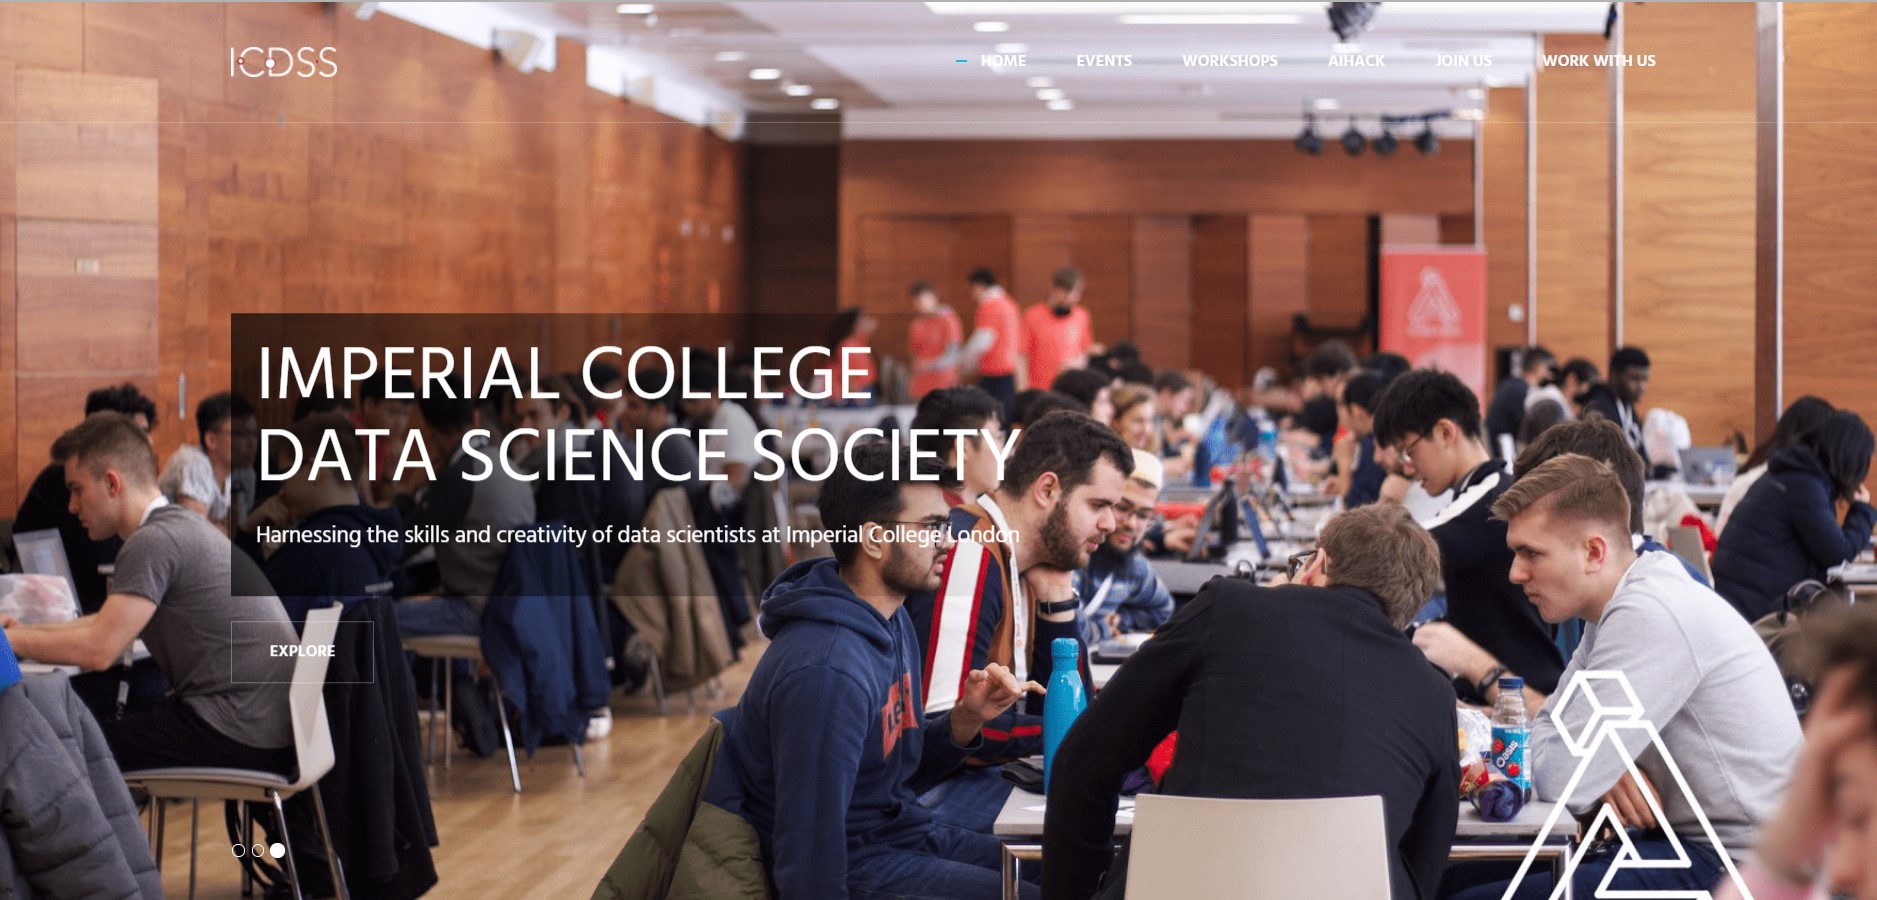 ICDSS
HOME EVENTS WORKSHOPS AIHACK JOIN US WORK WITH US
IMPERIAL COLLEGE
DATA SCIENCE SOCIETY
Harnessing the skills and creativity of data scientists at Imperial College London
EXPLORE
Oasis